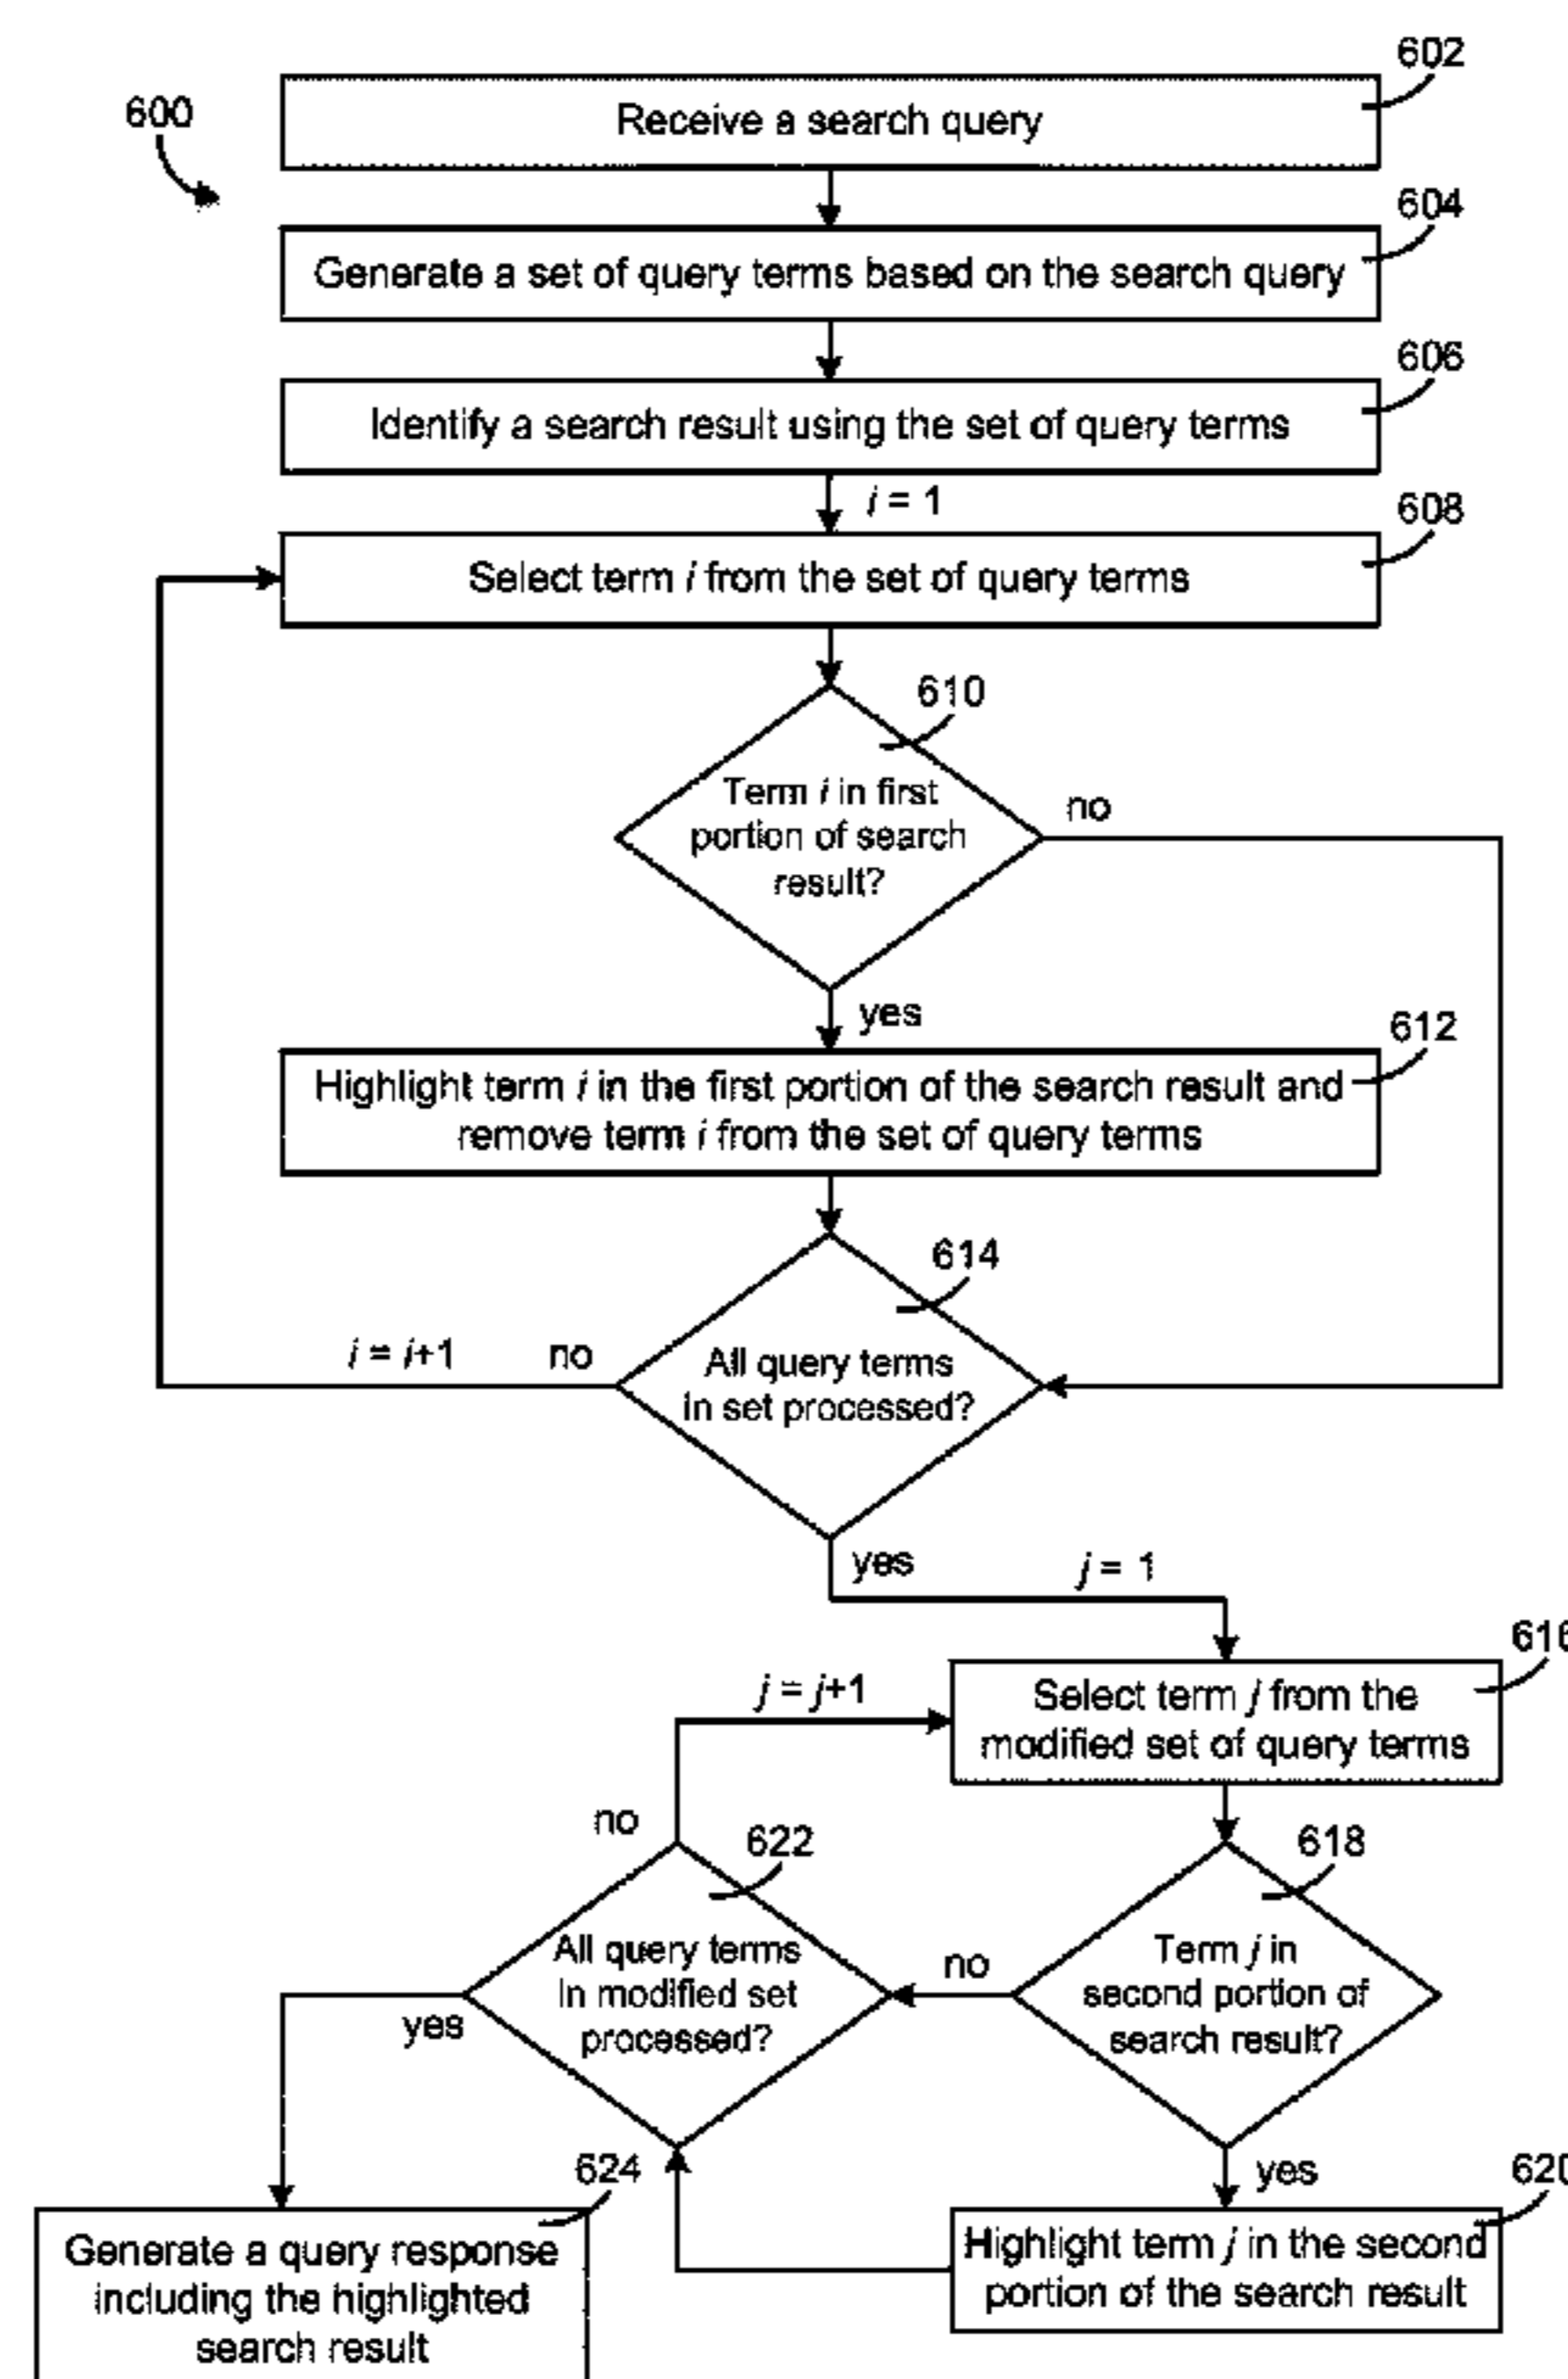 600
602
Receive a search query
604
Generate a set of query terms based on the search query
606
Identify a search result using the set of query terms
i = 1
608
Select term i from the set of query terms
610
Term i in first
portion of search
result?
no
yes
612
Highlight term i in the first portion of the search result and
remove term i from the set of query terms
614
All query terms
in set processed?
no
i = i+1
yes
j = 1
616
Select term j from the
modified set of query terms
j = j+1
no
622
All query terms
in modified set
processed?
618
Term j in
second portion of
search result?
no
yes
yes
620
Highlight term j in the second
portion of the search result
624
Generate a query response
including the highlighted
search result